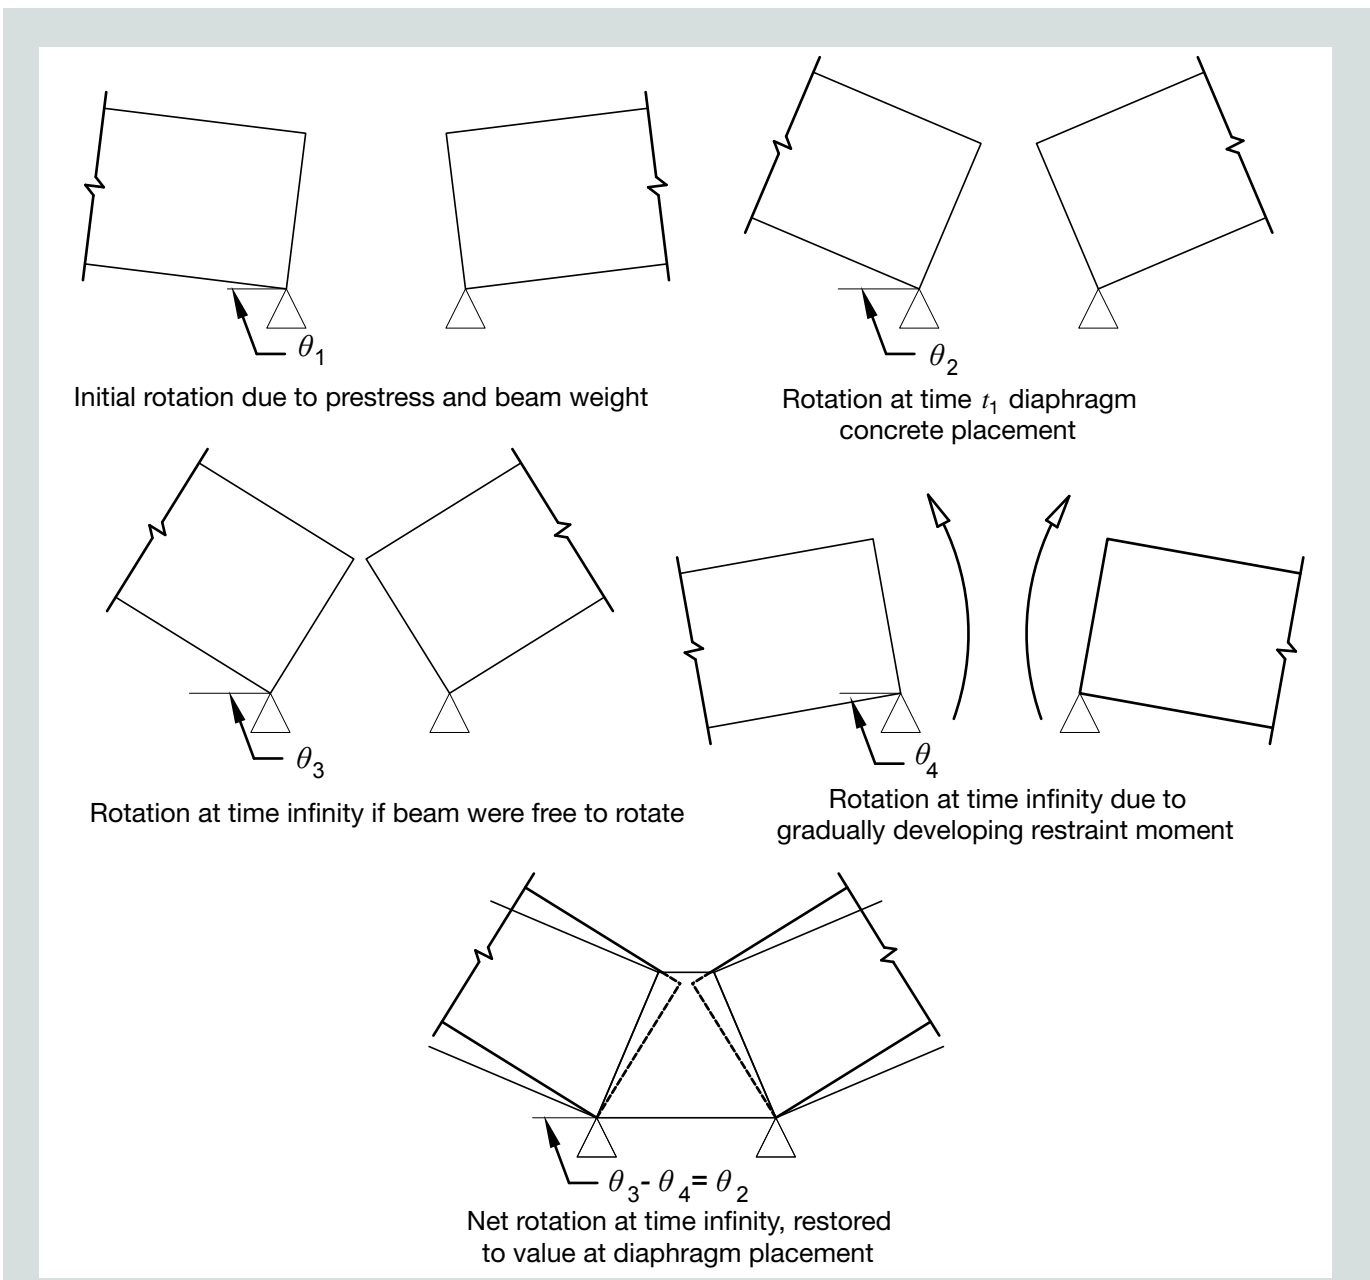 θ1
Initial rotation due to prestress and beam weight
θ2
Rotation at time t1 diaphragm
concrete placement
θ3
Rotation at time infinity if beam were free to rotate
θ4
Rotation at time infinity due to
gradually developing restraint moment
θ3- θ4= θ2
Net rotation at time infinity, restored
to value at diaphragm placement